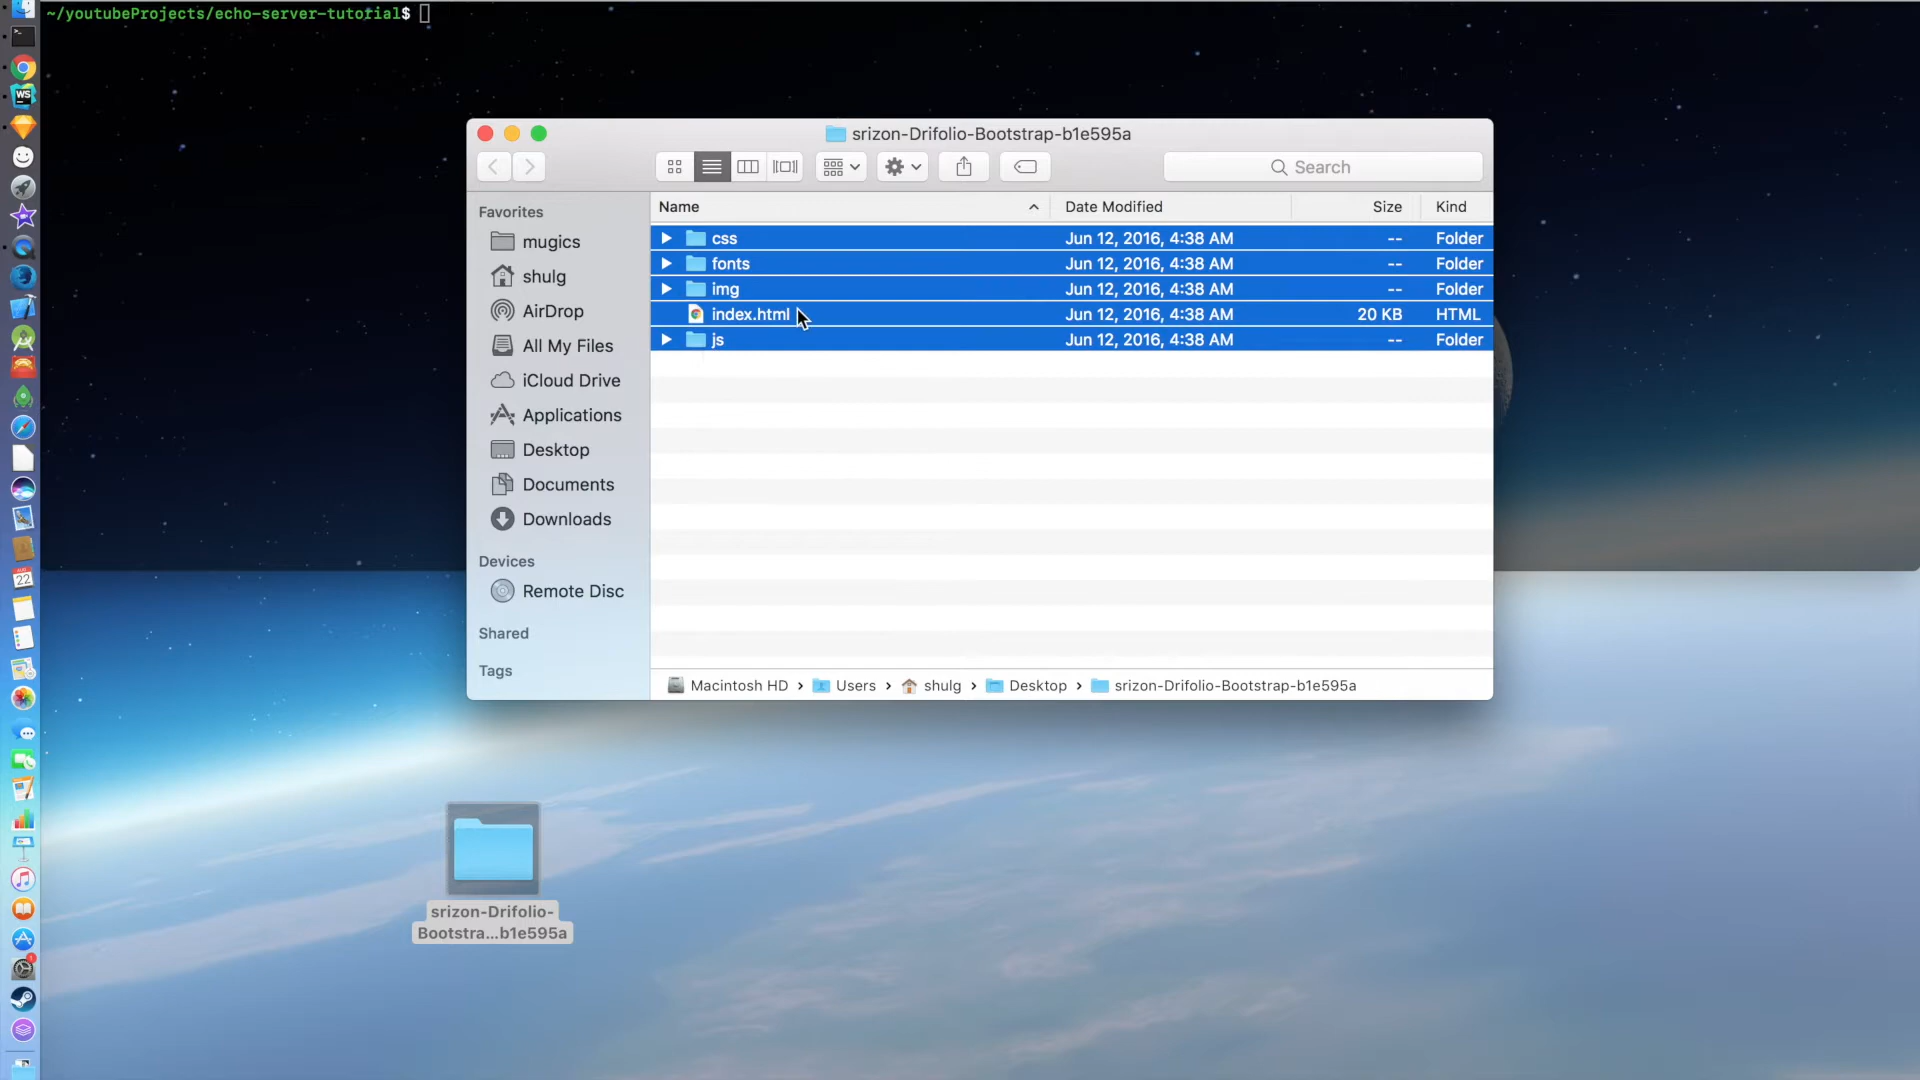 ~/youtubeProjects/echo-server-tutorial$
srizon-Drifolio-Bootstrap-b1e595a
Search
Favorites
mugics
shulg
AirDrop
All My Files
iCloud Drive
Applications
Desktop
Documents
Downloads
Devices
Remote Disc
Shared
Tags
Name Date Modified Size Kind
css Jun 12, 2016, 4:38 AM -- Folder
fonts Jun 12, 2016, 4:38 AM -- Folder
img Jun 12, 2016, 4:38 AM -- Folder
index.html Jun 12, 2016, 4:38 AM 20 KB HTML
js Jun 12, 2016, 4:38 AM -- Folder
Macintosh HD › Users › shulg › Desktop › srizon-Drifolio-Bootstrap-b1e595a
srizon-Drifolio-
Bootstra...b1e595a
WS
AUG
22
1